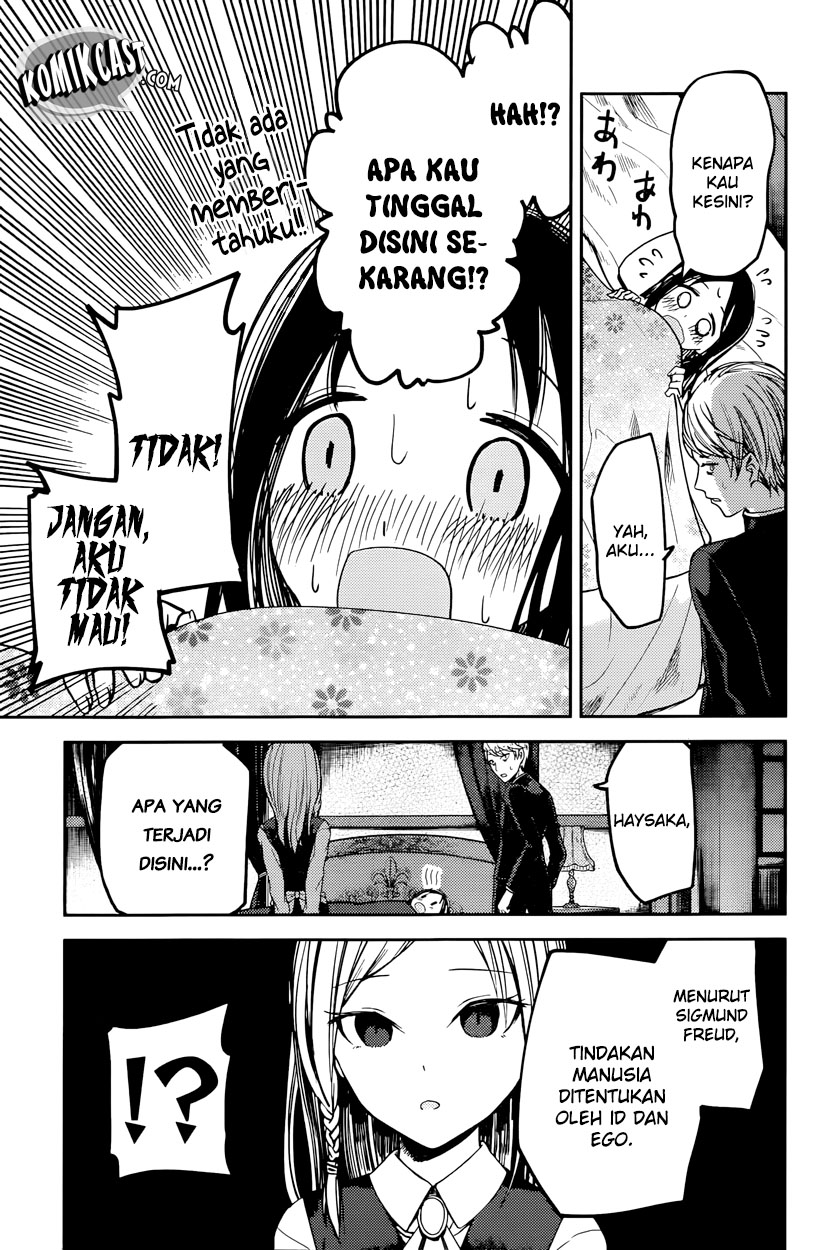 KOMIKCAST
.COM
KENAPA
KAU
KESINI?
あわ
あわ
YAH,
AKU...
HAH!?
APA KAU
TINGGAL
DISINI SE-
KARANG!?
Tidak ada
yang
memberi-
tahuku!!
TIDAK!
JANGAN,
AKU
TIDAK
MAU!
HAYSAKA,
APA YANG
TERJADI
DISINI...?
MENURUT
SIGMUND
FREUD,
TINDAKAN
MANUSIA
DITENTUKAN
OLEH ID DAN
EGO.
!?